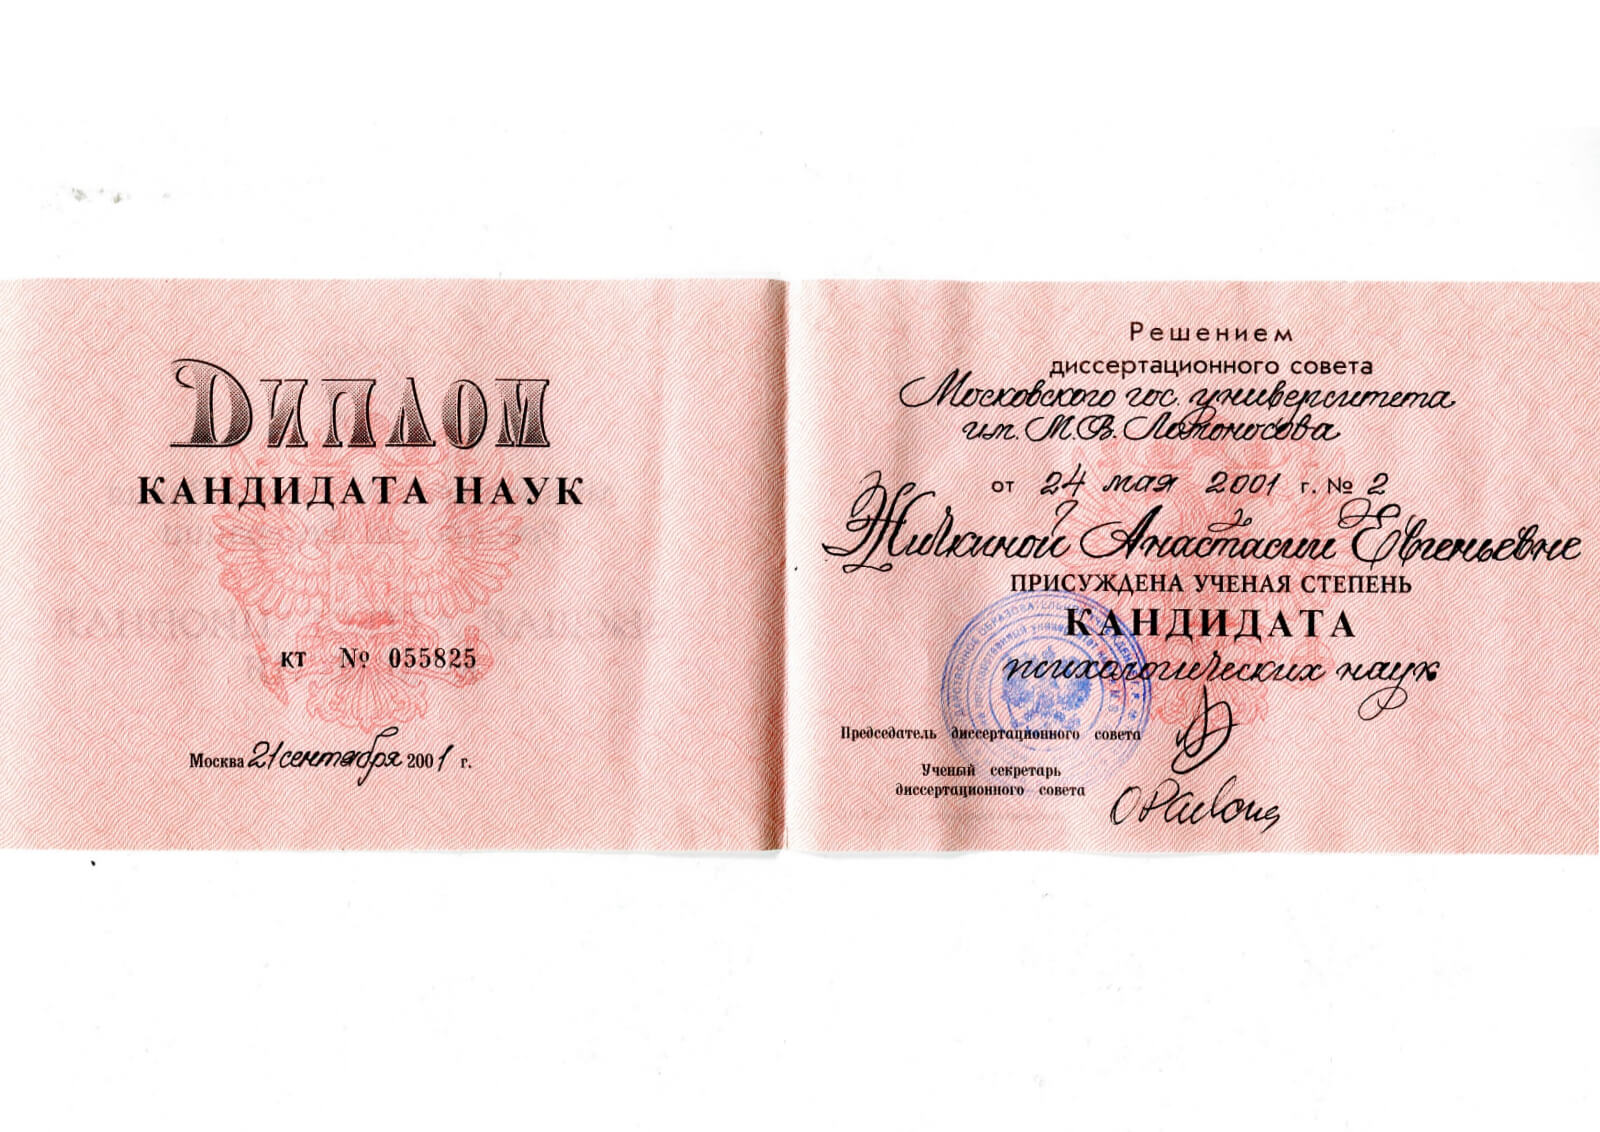 ДИПЛОМ
КАНДИДАТА НАУК
КТ № 055825
Москва 21 сентября 2001 г.
Решением
диссертационного совета
Московского гос. университета
им. М.В. Ломоносова
от 24 мая 2001 г. № 2
Жичкиной Анастасии Евгеньевне
ПРИСУЖДЕНА УЧЕНАЯ СТЕПЕНЬ
КАНДИДАТА
психологических наук
Председатель диссертационного совета
Ученый секретарь
диссертационного совета